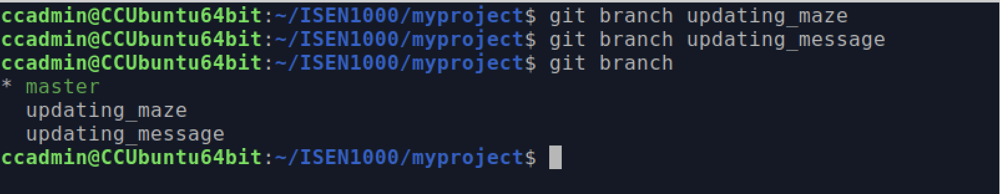 ccadmin@CCUbuntu64bit:~/ISEN1000/myproject$ git branch updating_maze
ccadmin@CCUbuntu64bit:~/ISEN1000/myproject$ git branch updating_message
ccadmin@CCUbuntu64bit:~/ISEN1000/myproject$ git branch
* master
  updating_maze
  updating_message
ccadmin@CCUbuntu64bit:~/ISEN1000/myproject$